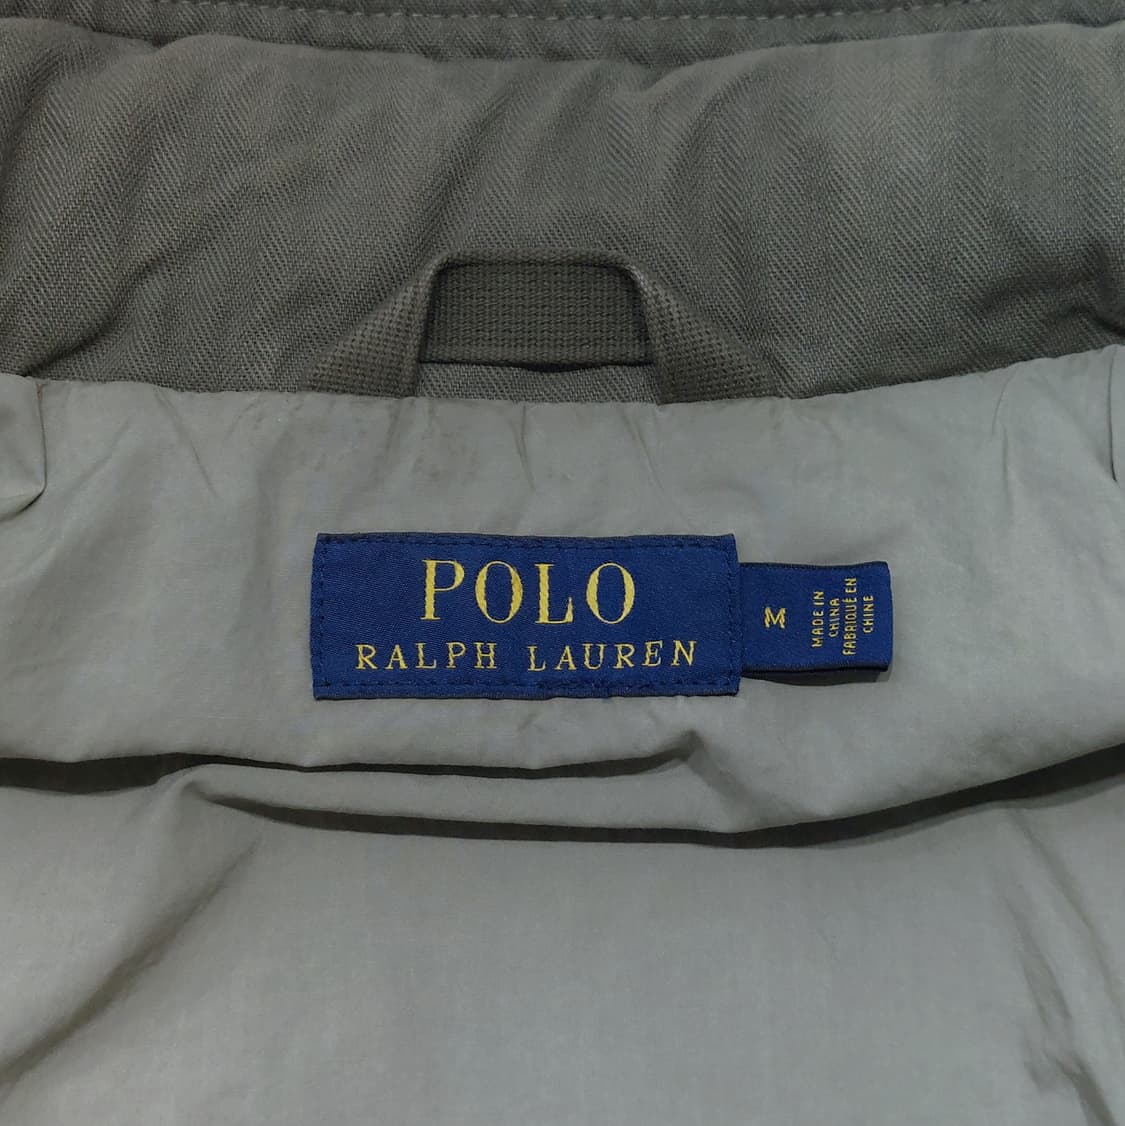 POLO
RALPH LAUREN
M
MADE IN
CHINA
FABRIQUÉ EN
CHINE